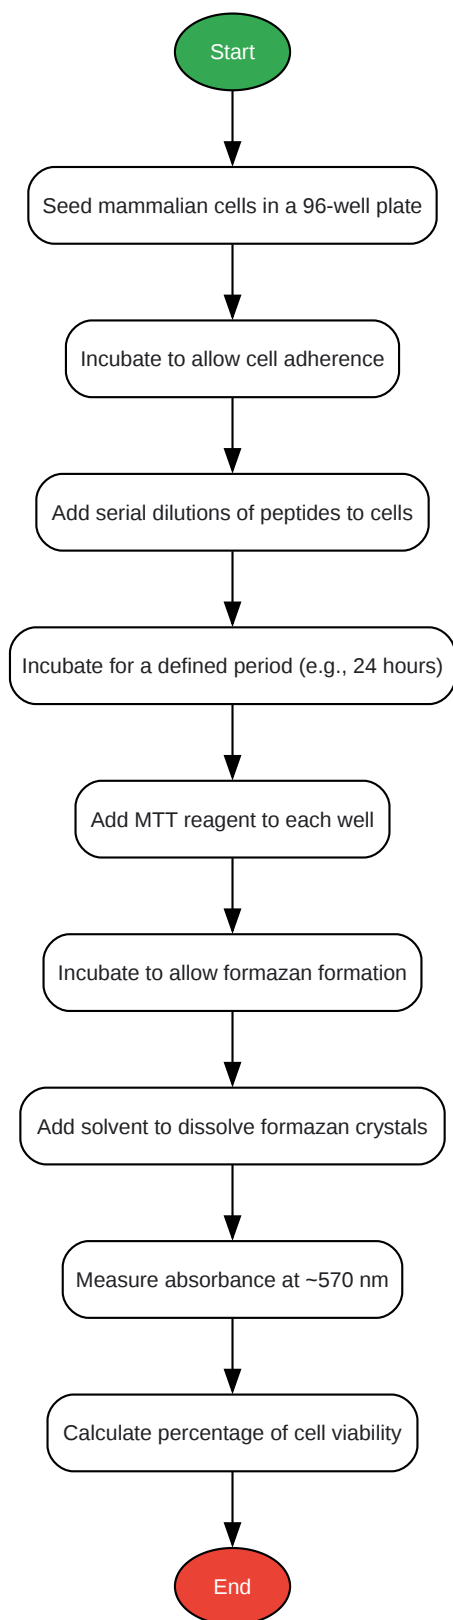 Start
Seed mammalian cells in a 96-well plate
Incubate to allow cell adherence
Add serial dilutions of peptides to cells
Incubate for a defined period (e.g., 24 hours)
Add MTT reagent to each well
Incubate to allow formazan formation
Add solvent to dissolve formazan crystals
Measure absorbance at ~570 nm
Calculate percentage of cell viability
End